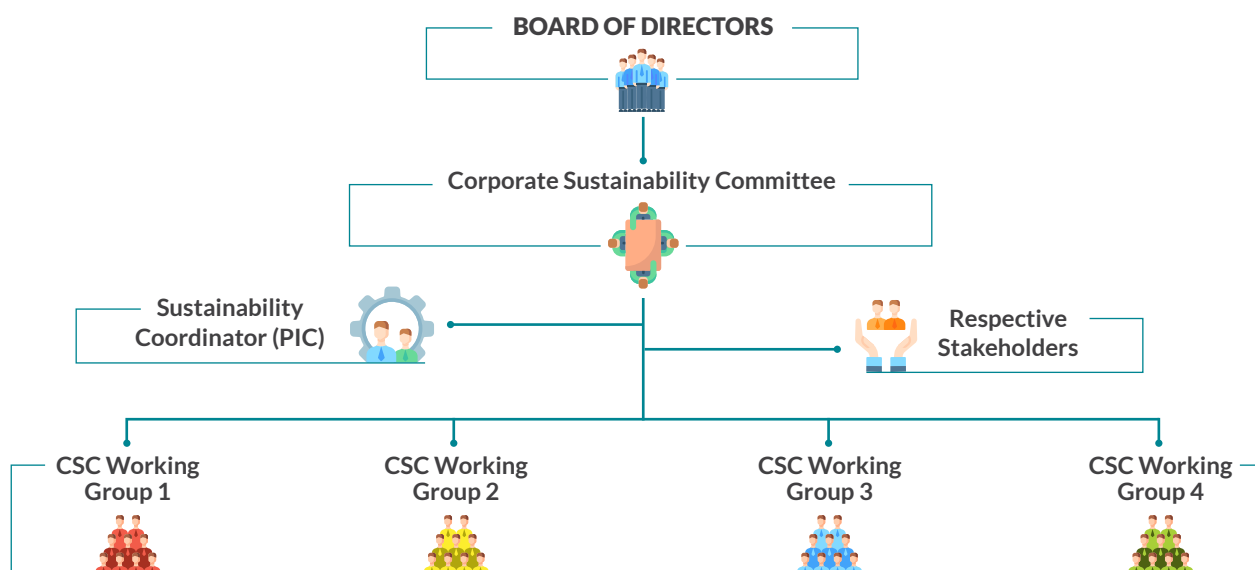 BOARD OF DIRECTORS
Corporate Sustainability Committee
Sustainability
Coordinator (PIC)
Respective
Stakeholders
CSC Working
Group 1
CSC Working
Group 2
CSC Working
Group 3
CSC Working
Group 4